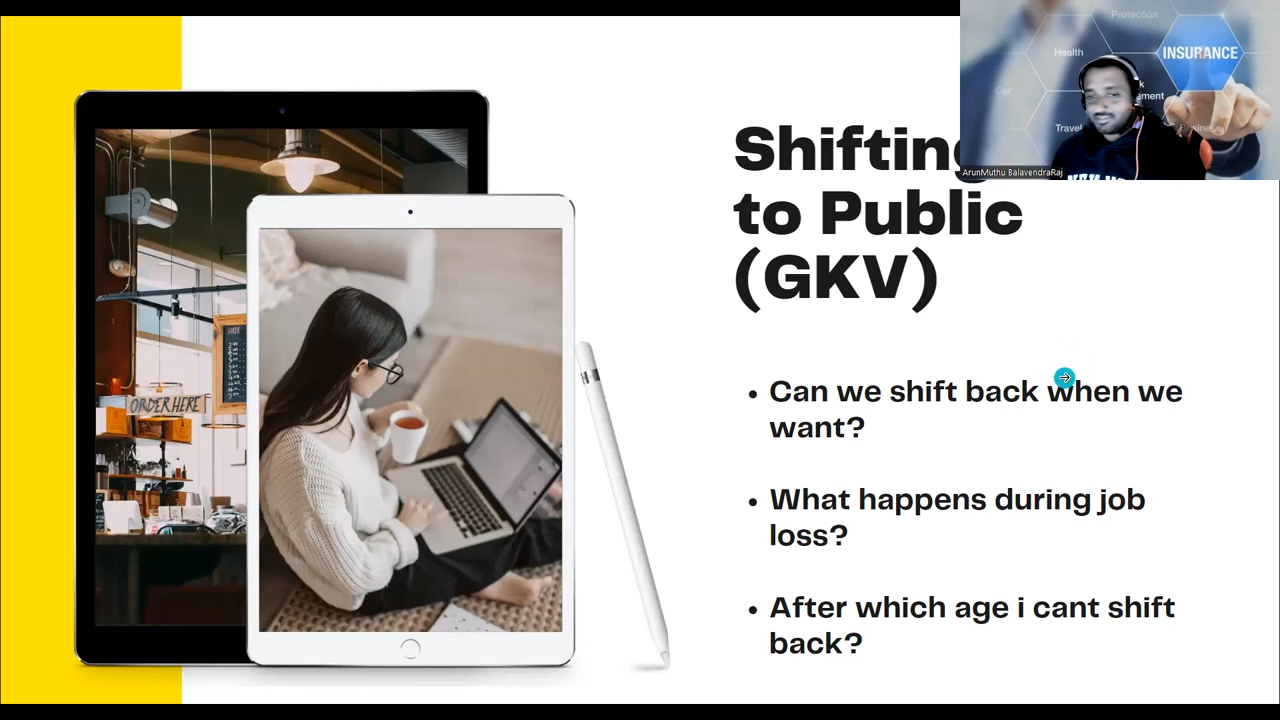 Protection
Health
INSURANCE
Travel
ArunMuthu BalavendraRaj
Shifting
to Public
(GKV)
• Can we shift back when we
want?
• What happens during job
loss?
• After which age i cant shift
back?
HOT
ORDER HERE